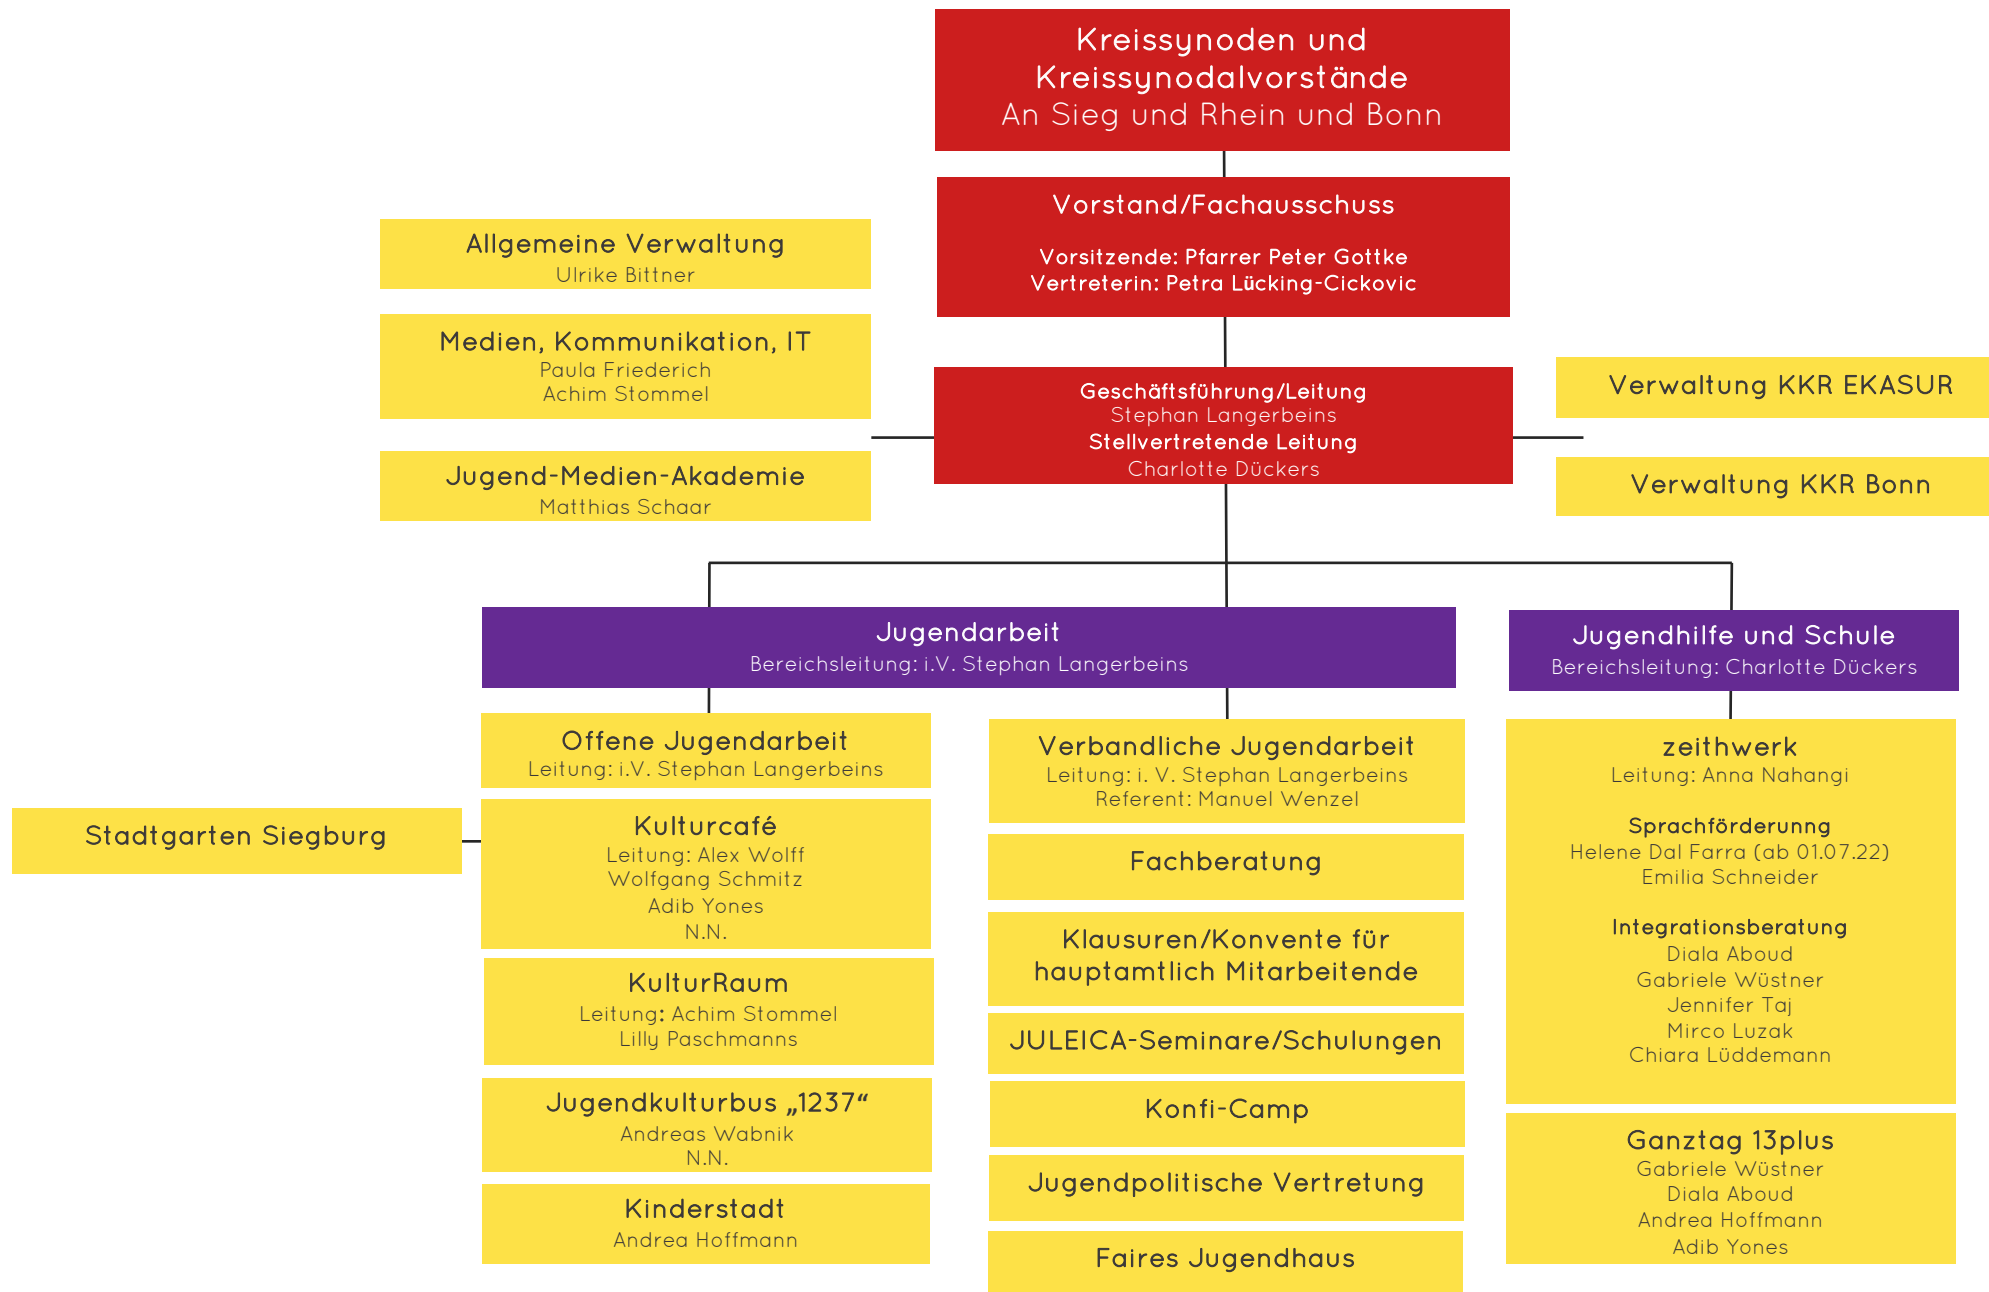 Kreissynoden und
Kreissynodalvorstände
An Sieg und Rhein und Bonn
Vorstand/Fachausschuss
Vorsitzende: Pfarrer Peter Gottke
Vertreterin: Petra Lücking-Cickovic
Allgemeine Verwaltung
Ulrike Bittner
Medien, Kommunikation, IT
Paula Friederich
Achim Stommel
Jugend-Medien-Akademie
Matthias Schaar
Geschäftsführung/Leitung
Stephan Langerbeins
Stellvertretende Leitung
Charlotte Dückers
Verwaltung KKR EKASUR
Verwaltung KKR Bonn
Jugendarbeit
Bereichsleitung: i.V. Stephan Langerbeins
Jugendhilfe und Schule
Bereichsleitung: Charlotte Dückers
Offene Jugendarbeit
Leitung: i.V. Stephan Langerbeins
Stadtgarten Siegburg
Kulturcafé
Leitung: Alex Wolff
Wolfgang Schmitz
Adib Yones
N.N.
KulturRaum
Leitung: Achim Stommel
Lilly Paschmanns
Jugendkulturbus „1237“
Andreas Wabnik
N.N.
Kinderstadt
Andrea Hoffmann
Verbandliche Jugendarbeit
Leitung: i. V. Stephan Langerbeins
Referent: Manuel Wenzel
Fachberatung
Klausuren/Konvente für
hauptamtlich Mitarbeitende
JULEICA-Seminare/Schulungen
Konfi-Camp
Jugendpolitische Vertretung
Faires Jugendhaus
zeithwerk
Leitung: Anna Nahangi
Sprachförderunng
Helene Dal Farra (ab 01.07.22)
Emilia Schneider
Integrationsberatung
Diala Aboud
Gabriele Wüstner
Jennifer Taj
Mirco Luzak
Chiara Lüddemann
Ganztag 13plus
Gabriele Wüstner
Diala Aboud
Andrea Hoffmann
Adib Yones